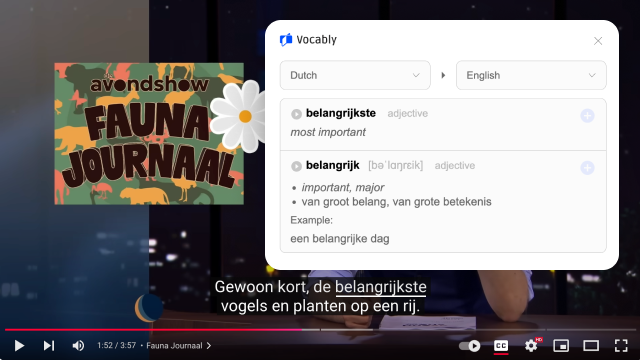 de
avondshow
FAUNA
JOURNAAL
Vocably
Dutch
English
belangrijkste adjective
most important
belangrijk [bəˈlɑŋrɛik] adjective
• important, major
• van groot belang, van grote betekenis
Example:
een belangrijke dag
Gewoon kort, de belangrijkste
vogels en planten op een rij.
1:52 / 3:57 • Fauna Journaal
CC
HD